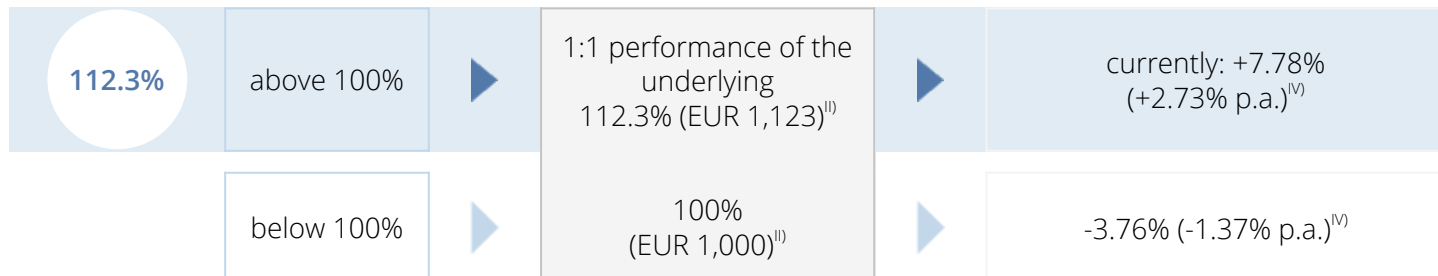 112.3%
above 100%
1:1 performance of the
underlying
112.3% (EUR 1,123)II)
currently: +7.78%
(+2.73% p.a.)IV)
below 100%
100%
(EUR 1,000)II)
-3.76% (-1.37% p.a.)IV)